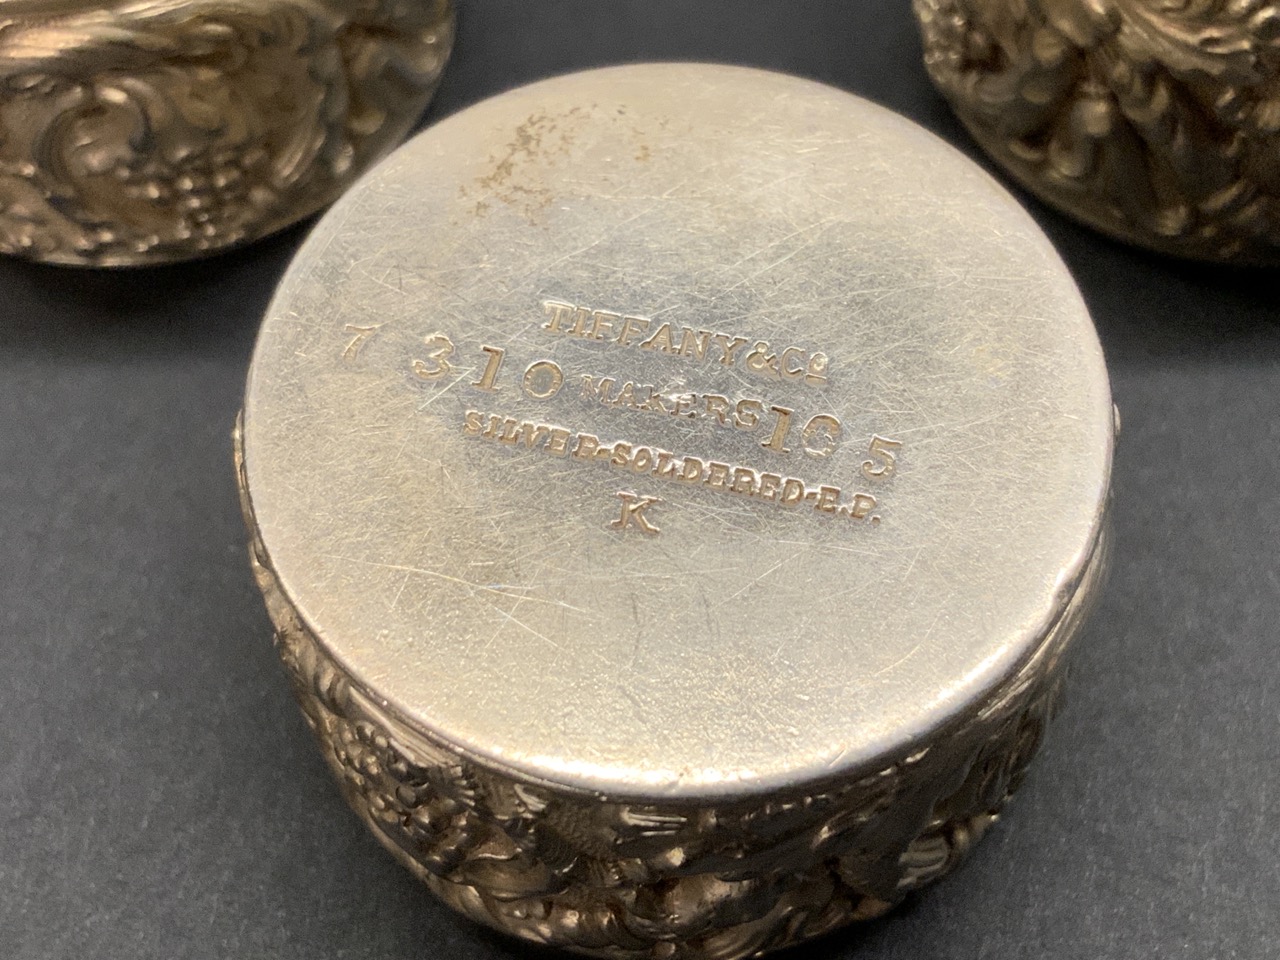 TIFFANY & Co
7310 MAKERS 105
SILVER-SOLDERED-E.P.
K